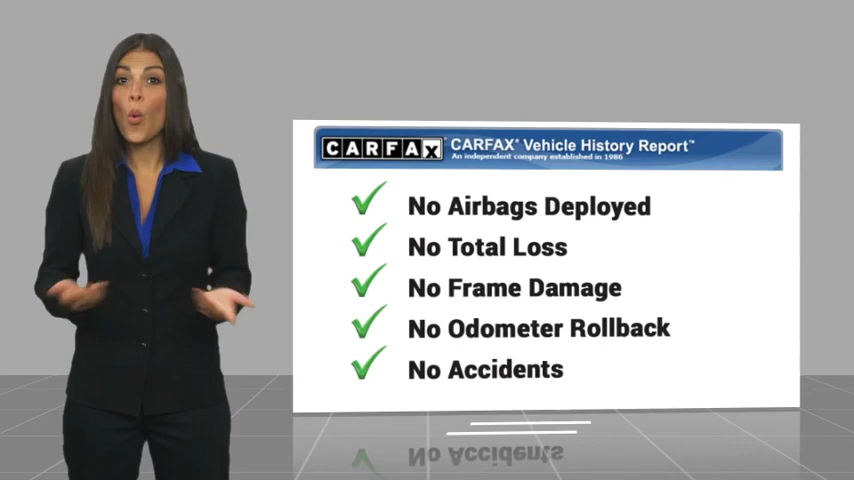 CARFAX
CARFAX® Vehicle History Report™
An independent company established in 1986
No Airbags Deployed
No Total Loss
No Frame Damage
No Odometer Rollback
No Accidents
No Accidents